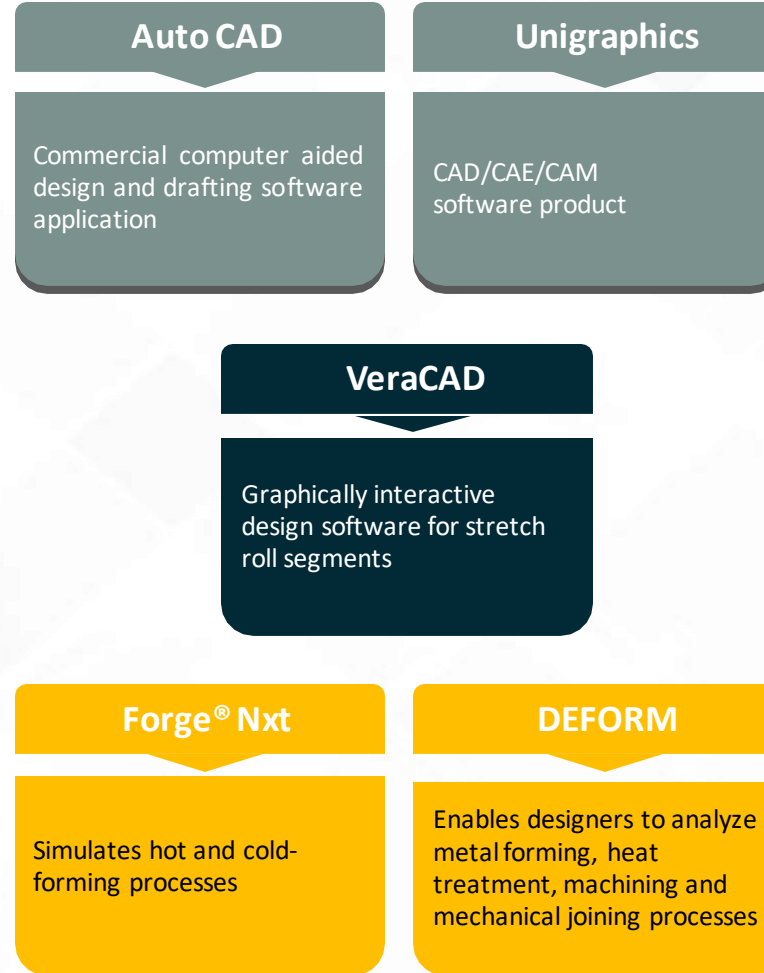 Auto CAD
Commercial computer aided
design and drafting software
application
Unigraphics
CAD/CAE/CAM
software product
VeraCAD
Graphically interactive
design software for stretch
roll segments
Forge® Nxt
Simulates hot and cold-
forming processes
DEFORM
Enables designers to analyze
metal forming, heat
treatment, machining and
mechanical joining processes